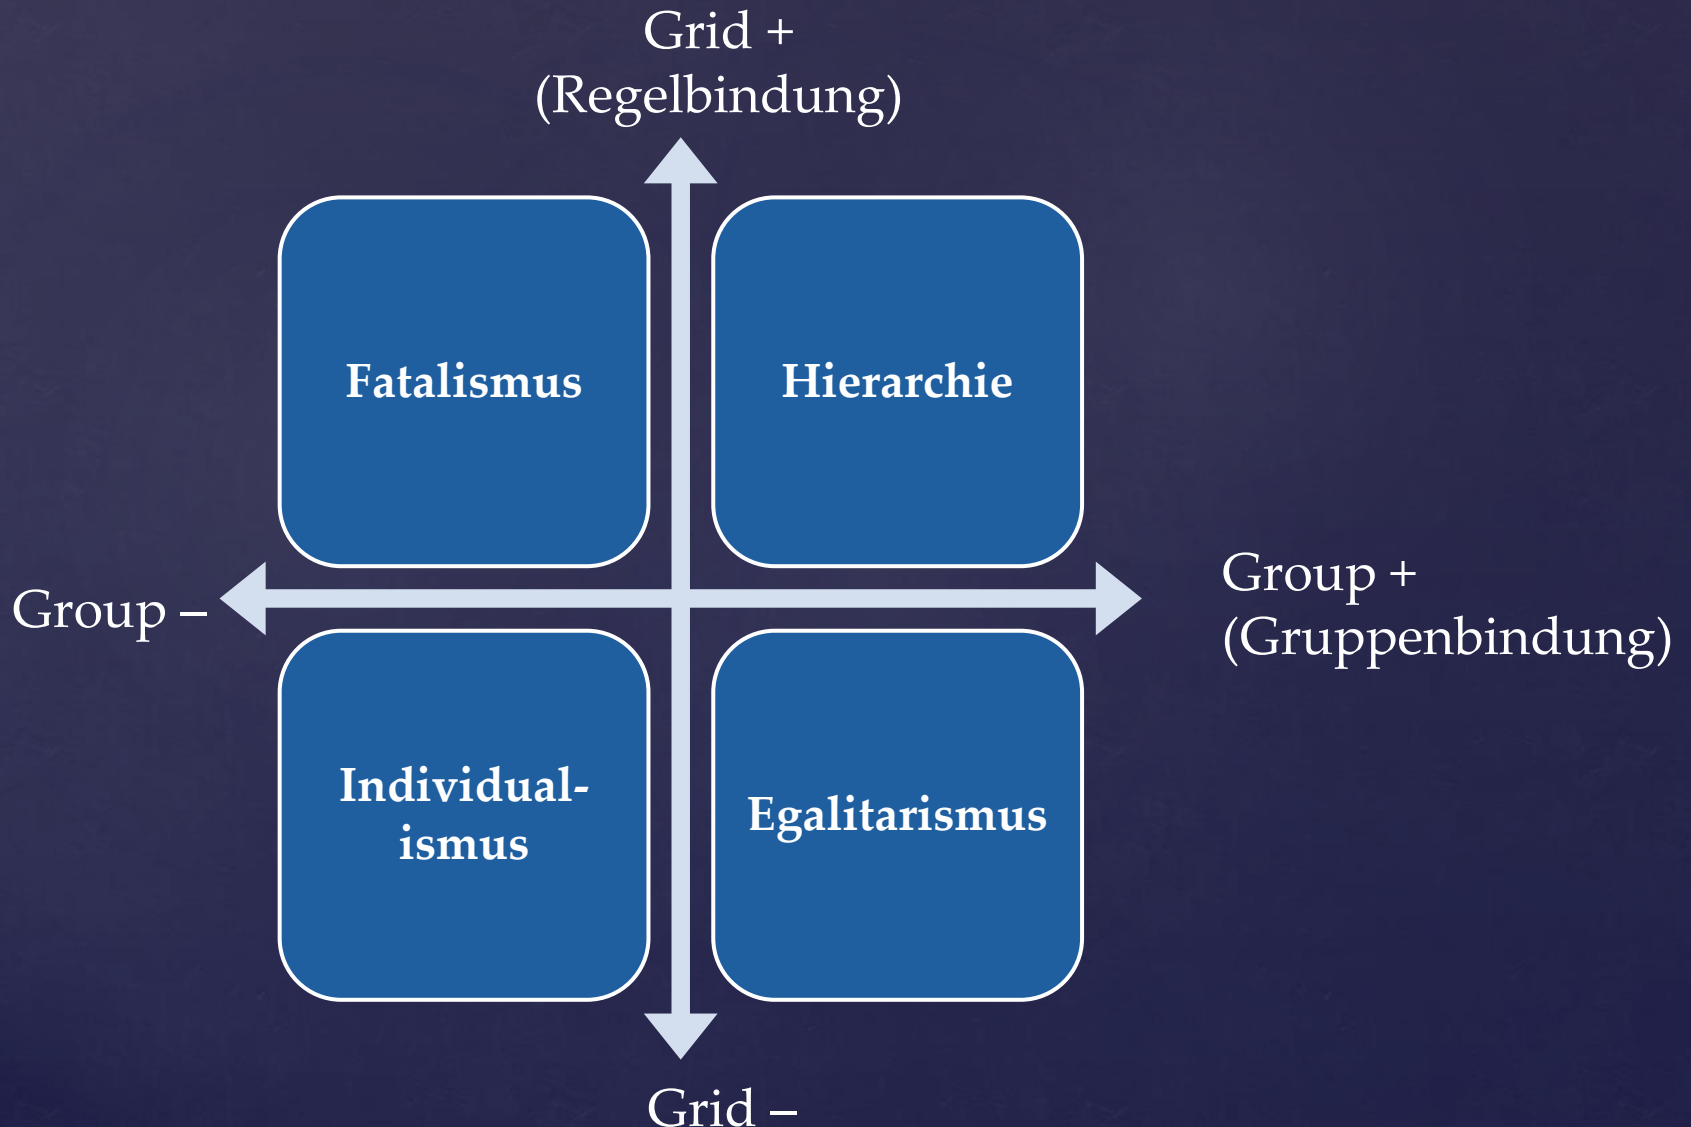 Grid +
(Regelbindung)
Fatalismus
Hierarchie
Group –
Group +
(Gruppenbindung)
Individual-
ismus
Egalitarismus
Grid –